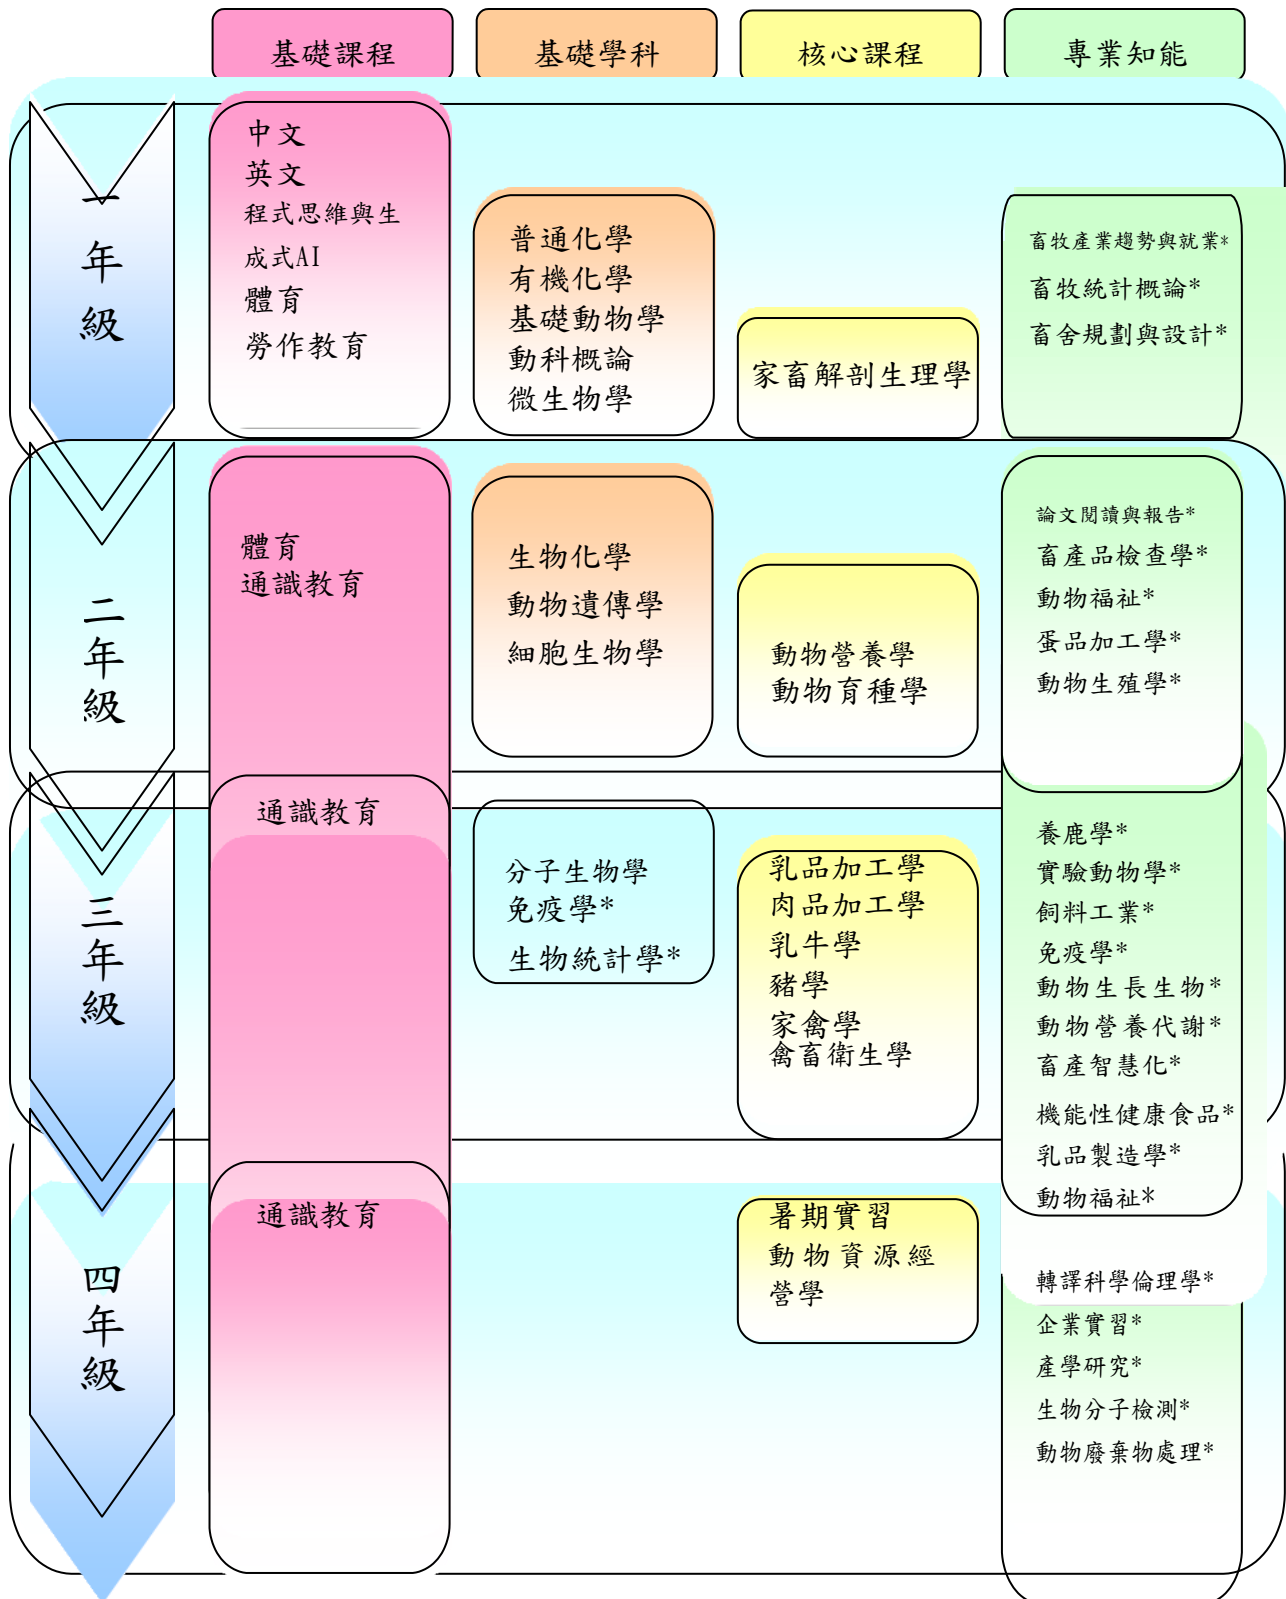 基礎課程
基礎學科
核心課程
專業知能
一年級
中文
英文
程式思維與生
成式AI
體育
勞作教育
普通化學
有機化學
基礎動物學
動科概論
微生物學
家畜解剖生理學
畜牧產業趨勢與就業*
畜牧統計概論*
畜舍規劃與設計*
二年級
體育
通識教育
生物化學
動物遺傳學
細胞生物學
動物營養學
動物育種學
論文閱讀與報告*
畜產品檢查學*
動物福祉*
蛋品加工學*
動物生殖學*
三年級
通識教育
分子生物學
免疫學*
生物統計學*
乳品加工學
肉品加工學
乳牛學
豬學
家禽學
禽畜衛生學
養鹿學*
實驗動物學*
飼料工業*
免疫學*
動物生長生物*
動物營養代謝*
畜產智慧化*
機能性健康食品*
乳品製造學*
動物福祉*
四年級
通識教育
暑期實習
動物資源經
營學
轉譯科學倫理學*
企業實習*
產學研究*
生物分子檢測*
動物廢棄物處理*